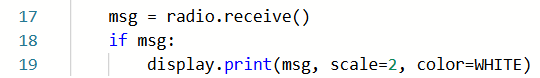 17 msg = radio.receive()
18 if msg:
19 display.print(msg, scale=2, color=WHITE)